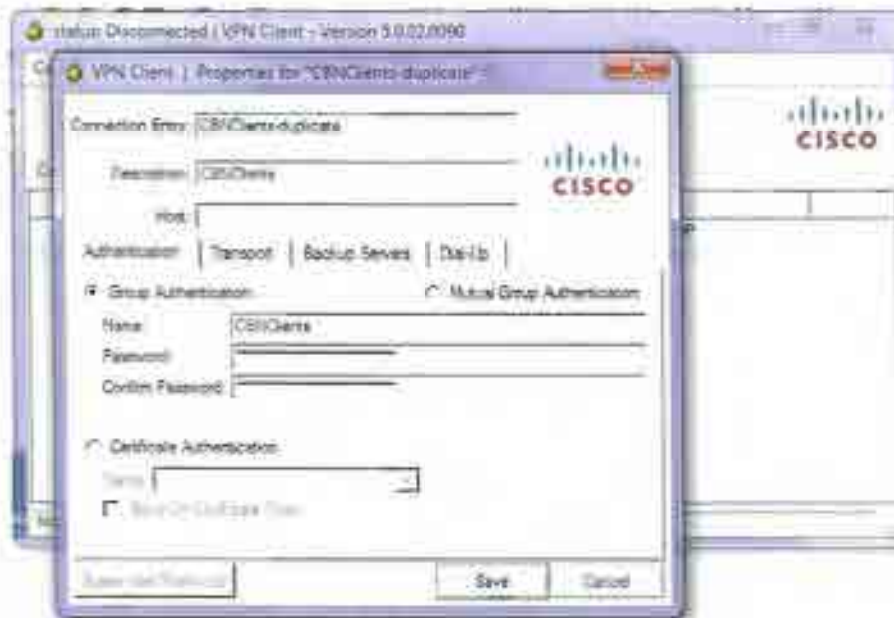 status: Disconnected | VPN Client - Version 5.0.02.0090
VPN Client | Properties for "CBNClients-duplicate"
Connection Entry: CBNClients-duplicate
Description: CBNClients
Host:
CISCO
CISCO
Authentication Transport Backup Servers Dial-Up
Group Authentication Mutual Group Authentication
Name: CBNClients
Password:
Confirm Password:
Certificate Authentication
Name:
Save Cancel